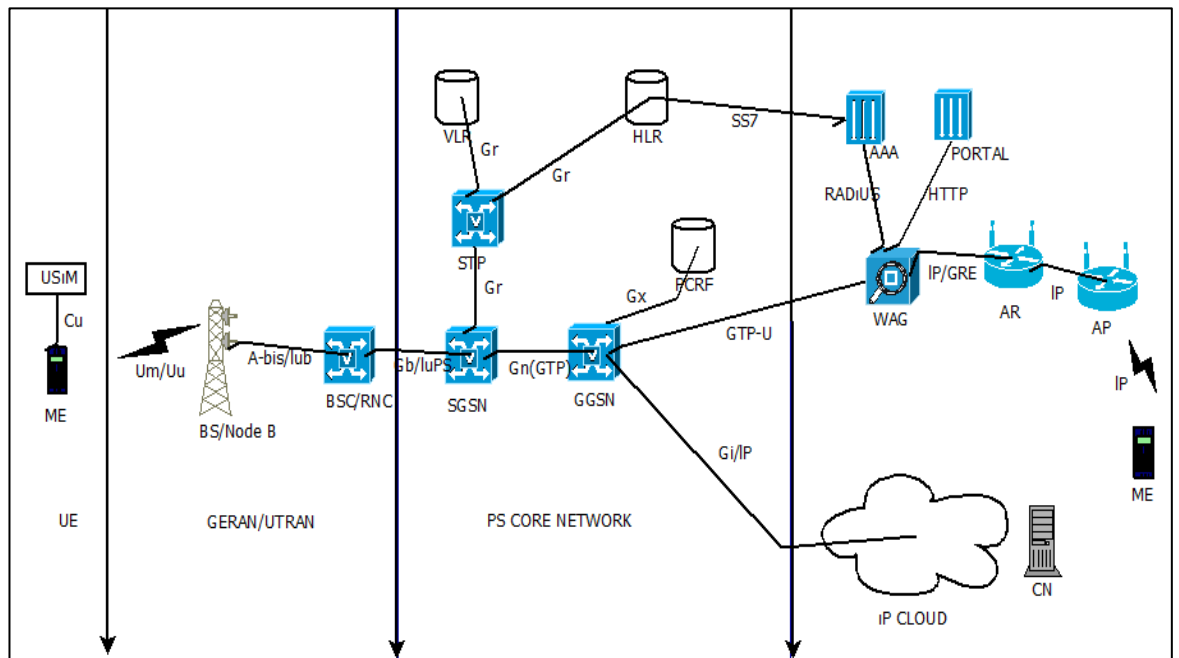 VLR
HLR
SS7
AAA
PORTAL
Gr
Gr
RADıUS
HTTP
STP
PCRF
IP/GRE
USiM
Gr
Gx
IP
WAG
AR
AP
Cu
GTP-U
A-bis/Iub
Gb/IuPS
Gn(GTP)
Um/Uu
IP
BSC/RNC
SGSN
GGSN
ME
BS/Node B
Gi/IP
ME
UE
GERAN/UTRAN
PS CORE NETWORK
CN
ıP CLOUD